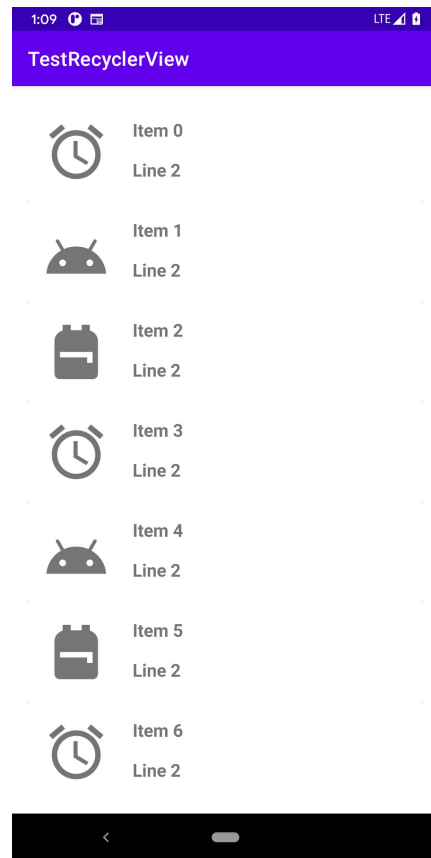 1:09
LTE
TestRecyclerView
Item 0
Line 2
Item 1
Line 2
Item 2
Line 2
Item 3
Line 2
Item 4
Line 2
Item 5
Line 2
Item 6
Line 2